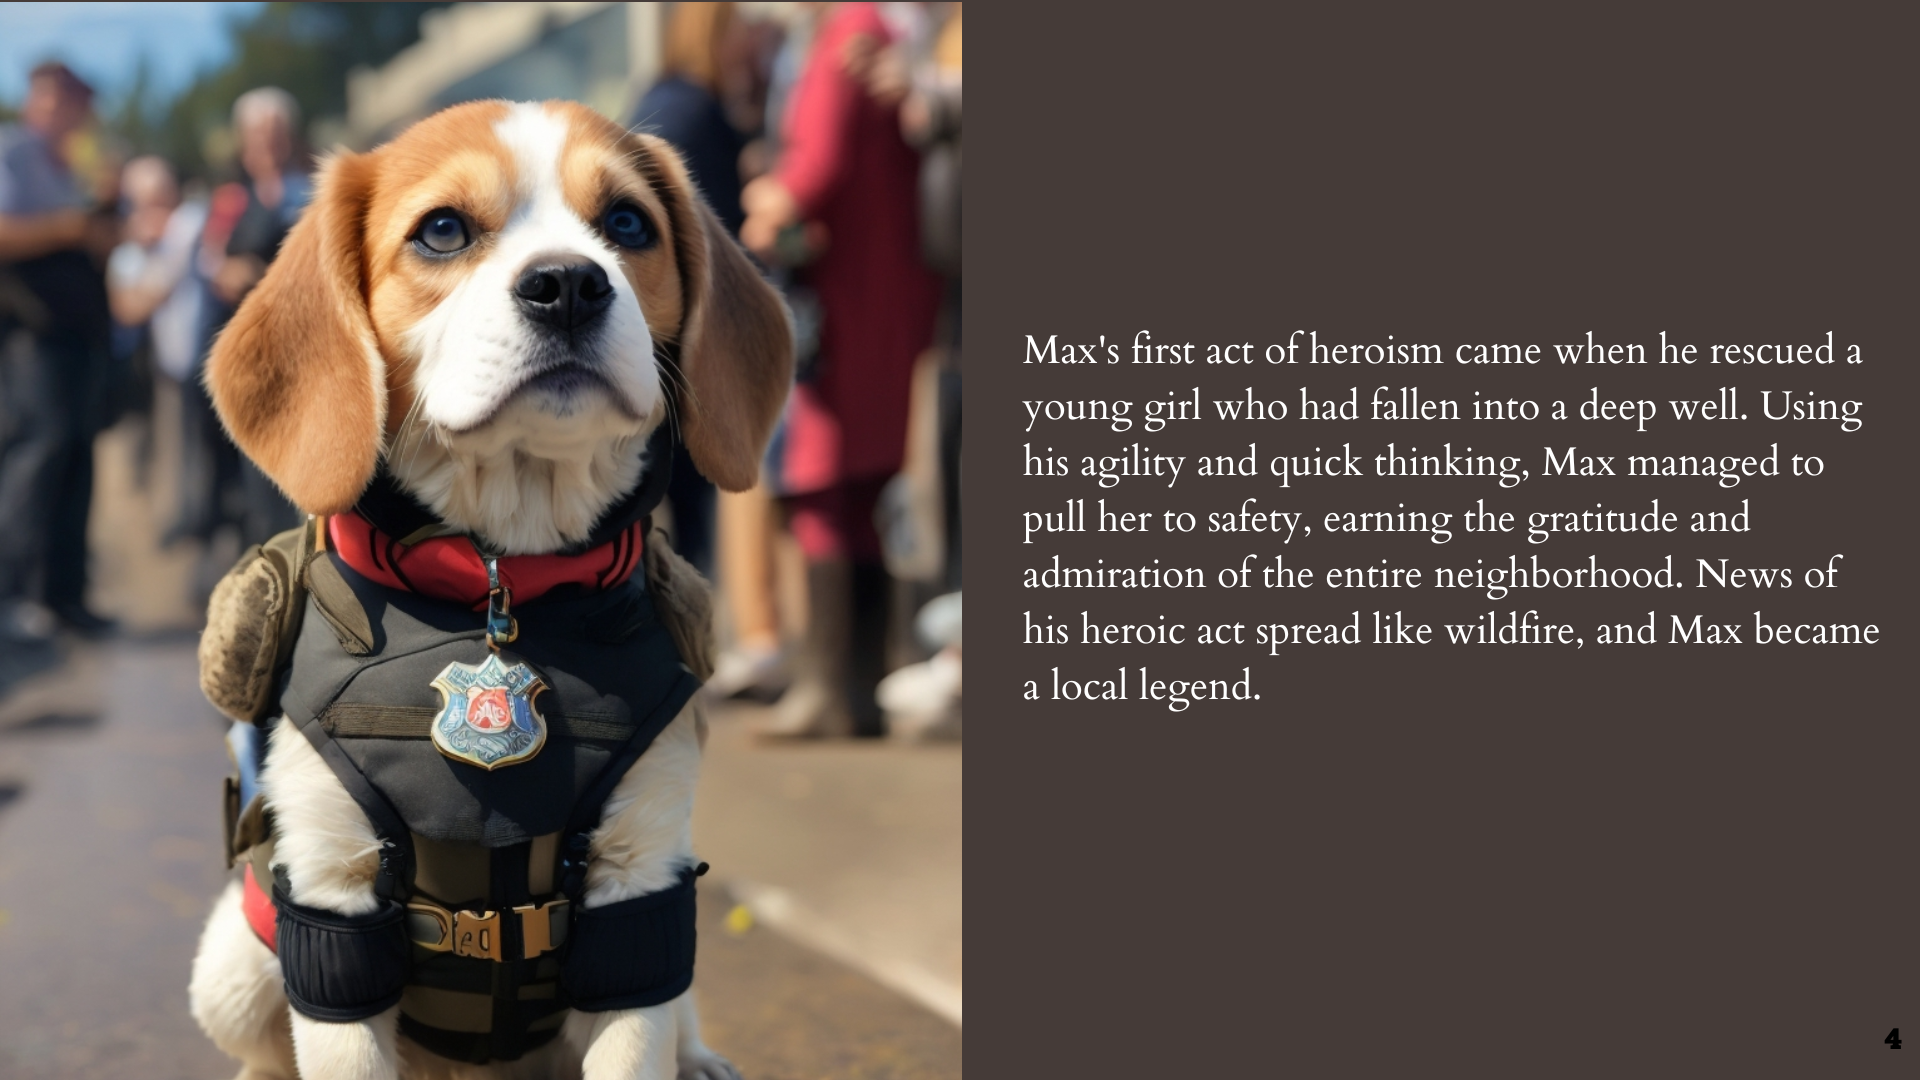 Max's first act of heroism came when he rescued a
young girl who had fallen into a deep well. Using
his agility and quick thinking, Max managed to
pull her to safety, earning the gratitude and
admiration of the entire neighborhood. News of
his heroic act spread like wildfire, and Max became
a local legend.
4